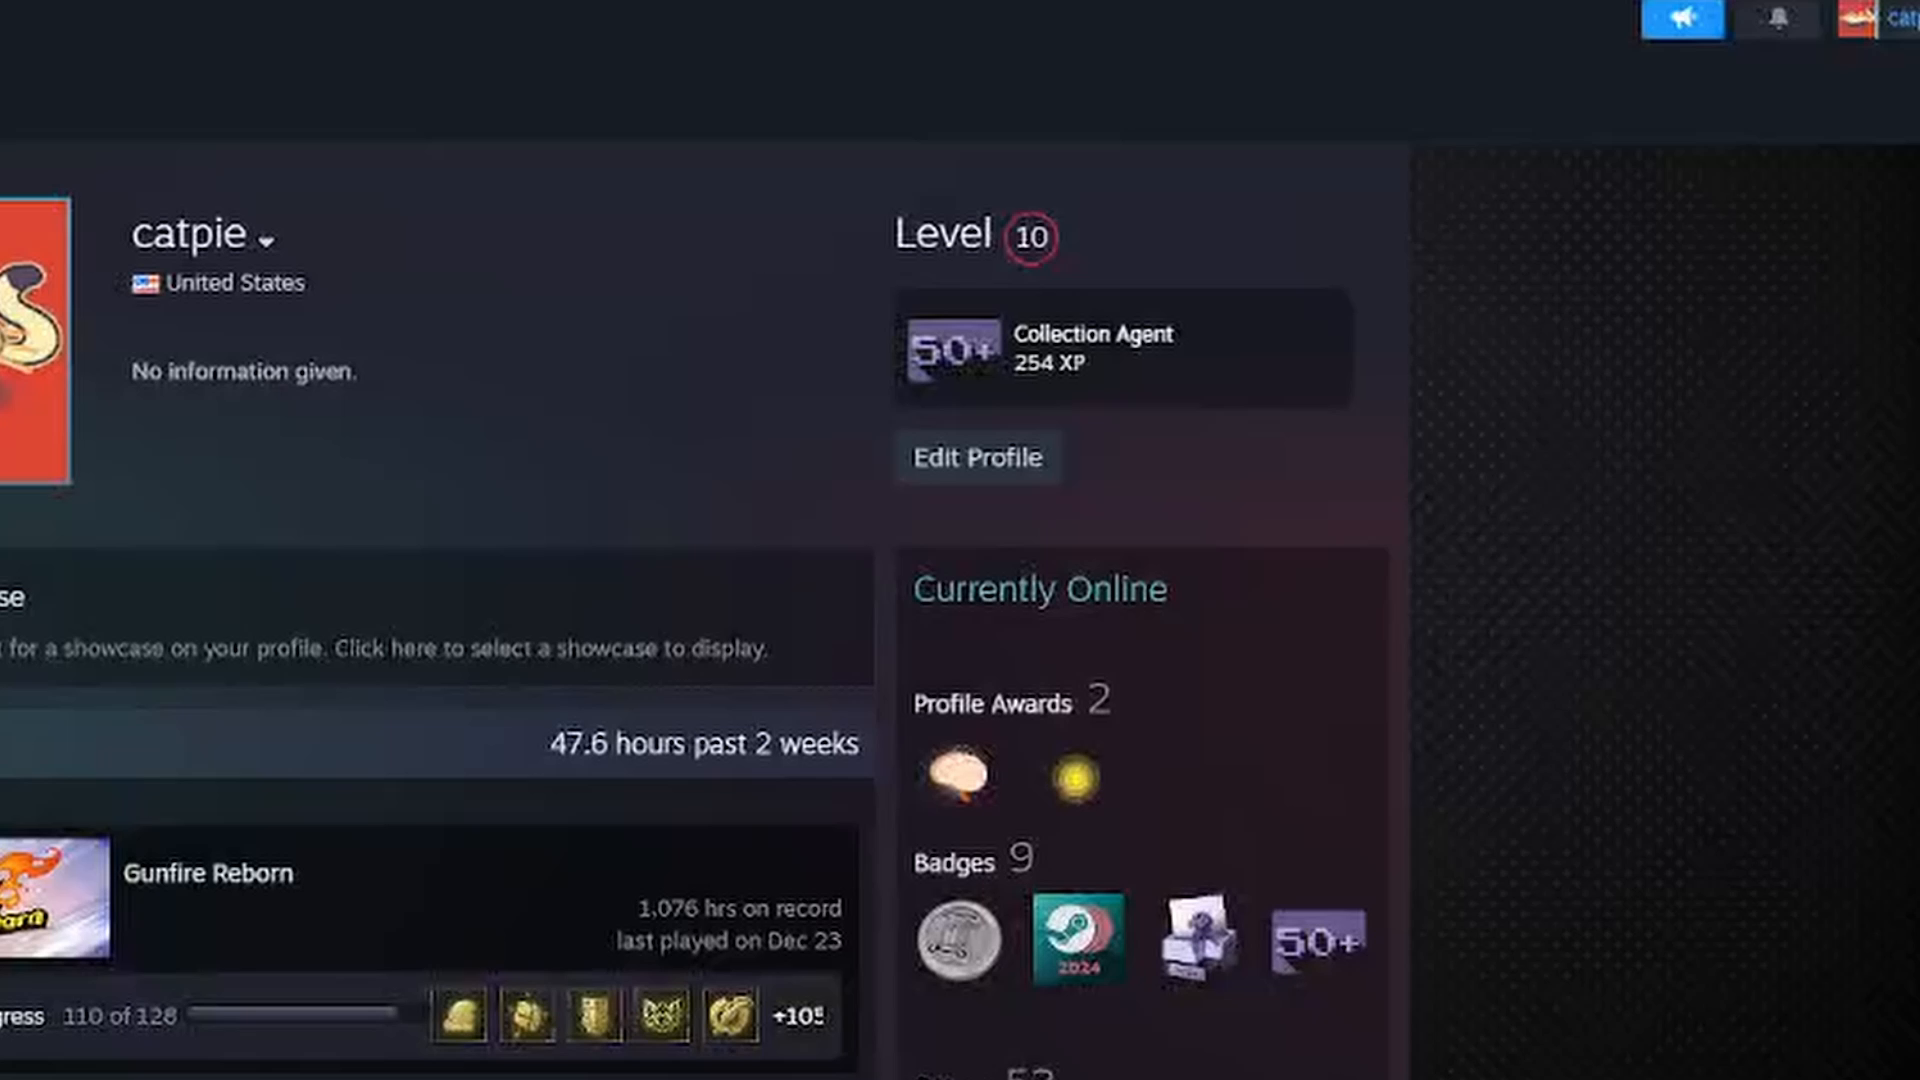 catpie
United States
No information given.
Level 10
50+
Collection Agent
254 XP
Edit Profile
se
for a showcase on your profile. Click here to select a showcase to display.
47.6 hours past 2 weeks
Gunfire Reborn
1,076 hrs on record
last played on Dec 23
gress 110 of 128
+105
Currently Online
Profile Awards 2
Badges 9
2024
50+